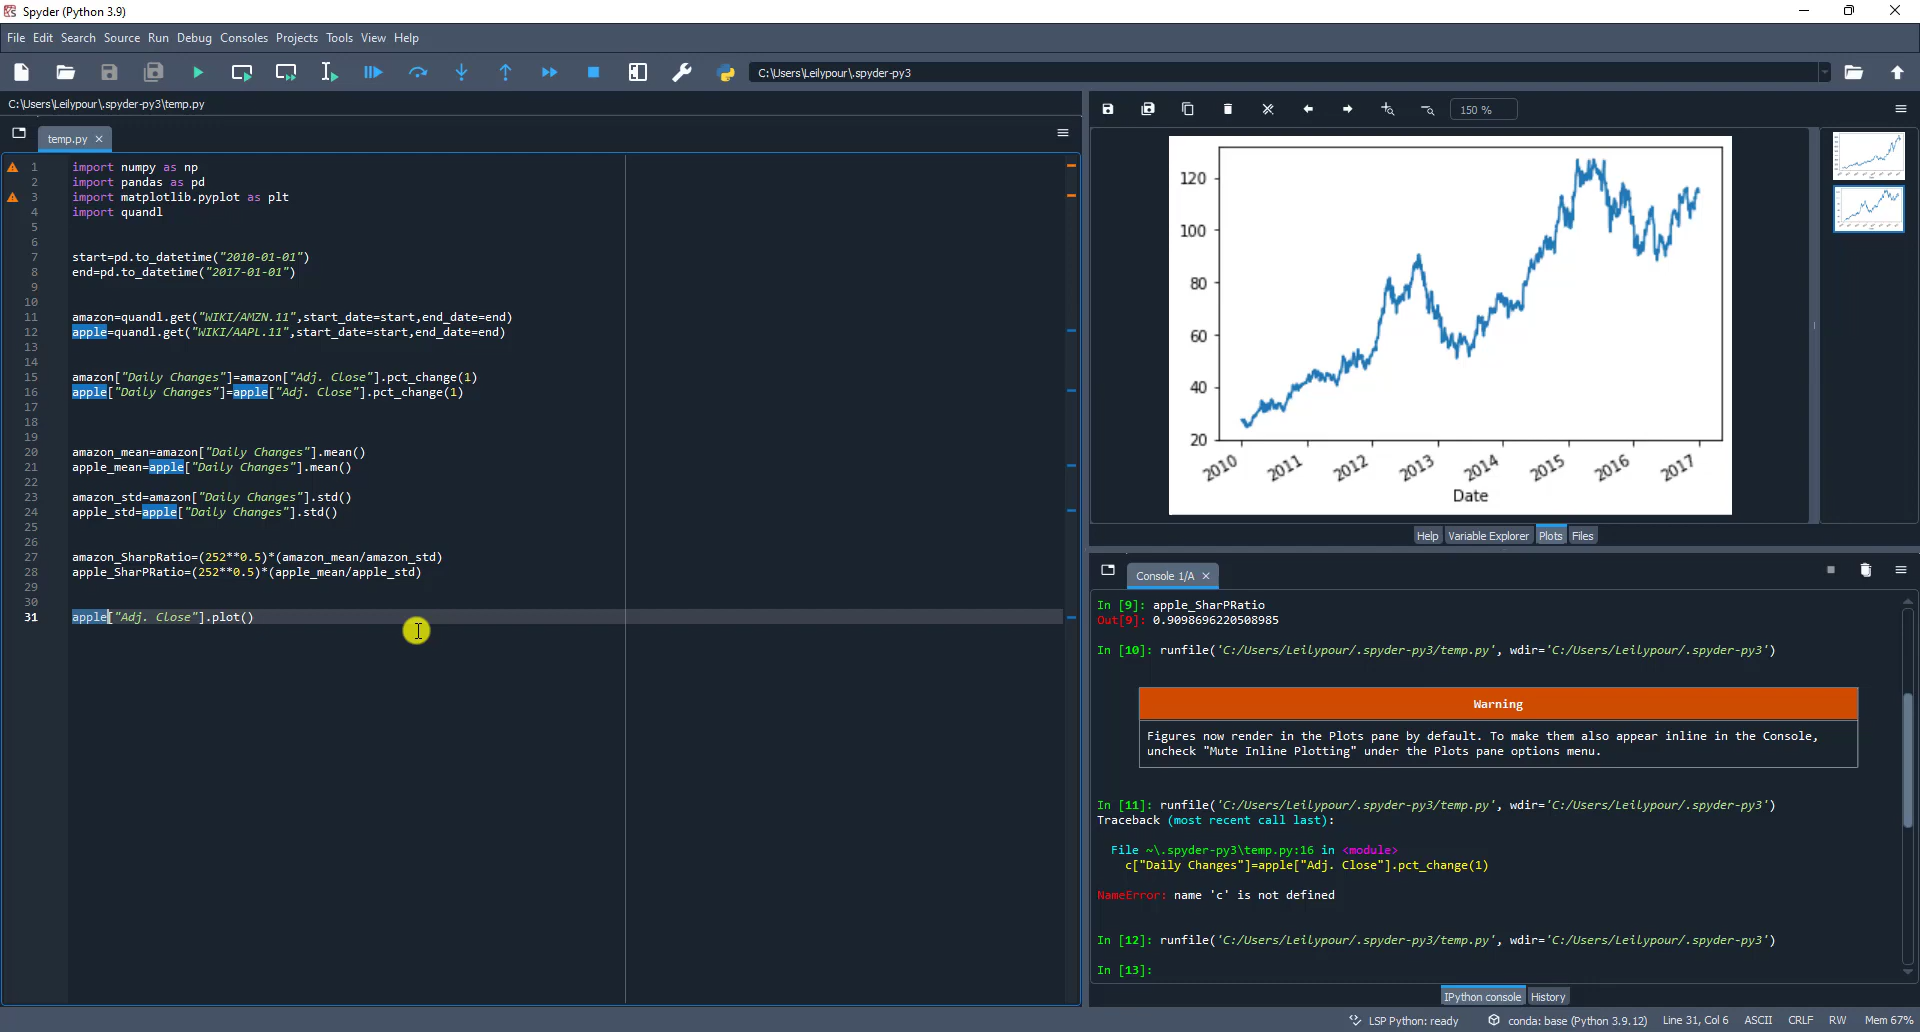 Spyder (Python 3.9)
File Edit Search Source Run Debug Consoles Projects Tools View Help
C:\Users\Leilypour\.spyder-py3
C:\Users\Leilypour\.spyder-py3\temp.py
temp.py
150 %
1 import numpy as np
2 import pandas as pd
3 import matplotlib.pyplot as plt
4 import quandl
5
6
7 start=pd.to_datetime("2010-01-01")
8 end=pd.to_datetime("2017-01-01")
9
10
11 amazon=quandl.get("WIKI/AMZN.11",start_date=start,end_date=end)
12 apple=quandl.get("WIKI/AAPL.11",start_date=start,end_date=end)
13
14
15 amazon["Daily Changes"]=amazon["Adj. Close"].pct_change(1)
16 apple["Daily Changes"]=apple["Adj. Close"].pct_change(1)
17
18
19
20 amazon_mean=amazon["Daily Changes"].mean()
21 apple_mean=apple["Daily Changes"].mean()
22
23 amazon_std=amazon["Daily Changes"].std()
24 apple_std=apple["Daily Changes"].std()
25
26
27 amazon_SharpRatio=(252**0.5)*(amazon_mean/amazon_std)
28 apple_SharPRatio=(252**0.5)*(apple_mean/apple_std)
29
30
31 apple["Adj. Close"].plot()
120
100
80
60
40
20
2010 2011 2012 2013 2014 2015 2016 2017
Date
Help Variable Explorer Plots Files
Console 1/A
In [9]: apple_SharPRatio
Out[9]: 0.9098696220508985
In [10]: runfile('C:/Users/Leilypour/.spyder-py3/temp.py', wdir='C:/Users/Leilypour/.spyder-py3')
Warning
Figures now render in the Plots pane by default. To make them also appear inline in the Console,
uncheck "Mute Inline Plotting" under the Plots pane options menu.
In [11]: runfile('C:/Users/Leilypour/.spyder-py3/temp.py', wdir='C:/Users/Leilypour/.spyder-py3')
Traceback (most recent call last):
File ~\.spyder-py3\temp.py:16 in <module>
c["Daily Changes"]=apple["Adj. Close"].pct_change(1)
NameError: name 'c' is not defined
In [12]: runfile('C:/Users/Leilypour/.spyder-py3/temp.py', wdir='C:/Users/Leilypour/.spyder-py3')
In [13]:
IPython console History
LSP Python: ready conda: base (Python 3.9.12) Line 31, Col 6 ASCII CRLF RW Mem 67%